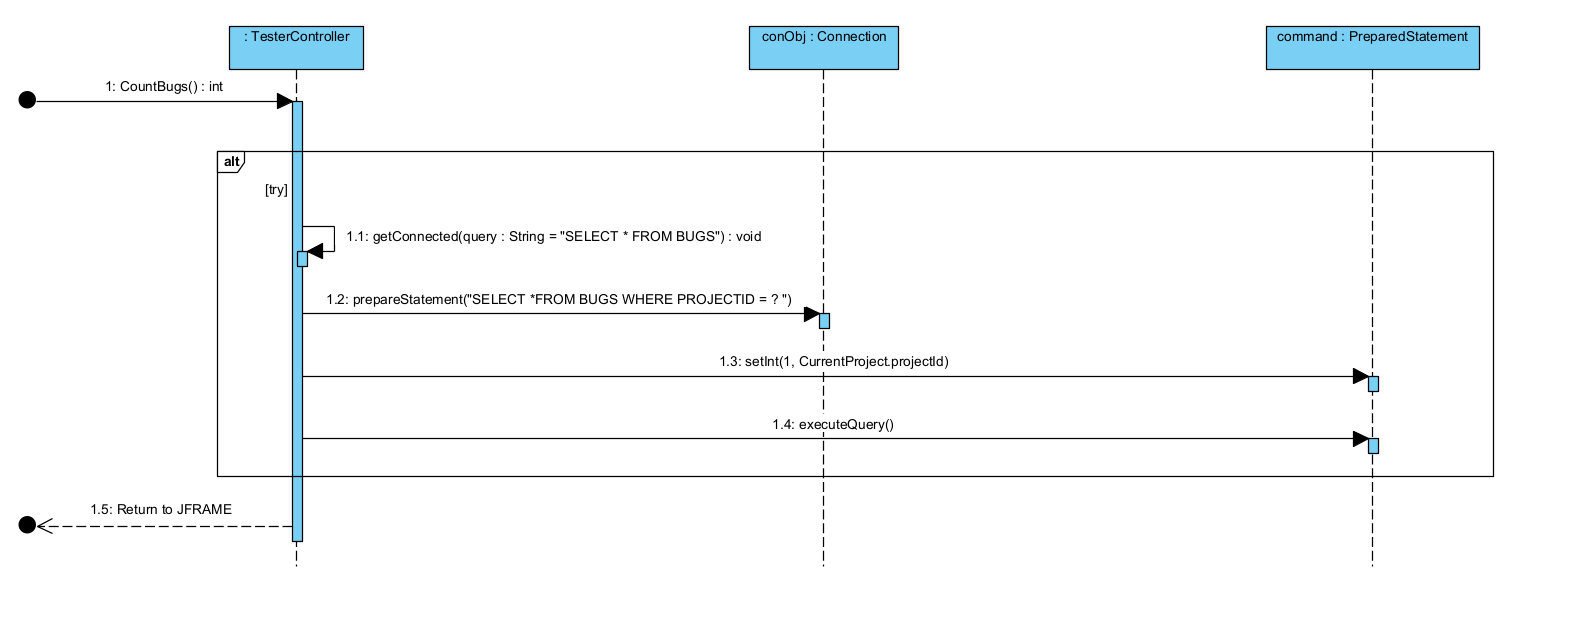 : TesterController
conObj : Connection
command : PreparedStatement
1: CountBugs() : int
alt
[try]
1.1: getConnected(query : String = "SELECT * FROM BUGS") : void
1.2: prepareStatement("SELECT *FROM BUGS WHERE PROJECTID = ? ")
1.3: setInt(1, CurrentProject.projectId)
1.4: executeQuery()
1.5: Return to JFRAME